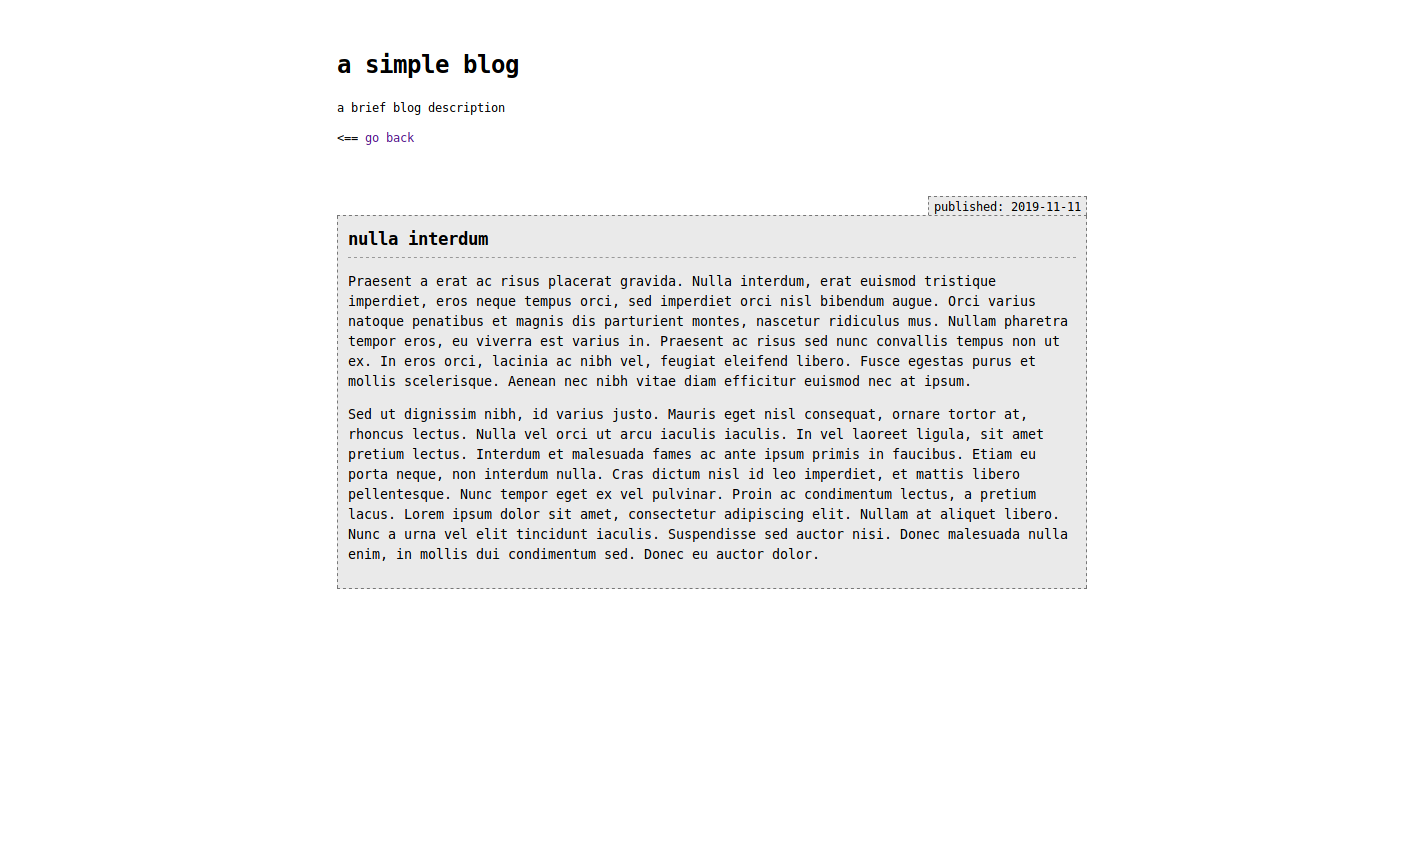 a simple blog
a brief blog description
<== go back
published: 2019-11-11
nulla interdum
Praesent a erat ac risus placerat gravida. Nulla interdum, erat euismod tristique
imperdiet, eros neque tempus orci, sed imperdiet orci nisl bibendum augue. Orci varius
natoque penatibus et magnis dis parturient montes, nascetur ridiculus mus. Nullam pharetra
tempor eros, eu viverra est varius in. Praesent ac risus sed nunc convallis tempus non ut
ex. In eros orci, lacinia ac nibh vel, feugiat eleifend libero. Fusce egestas purus et
mollis scelerisque. Aenean nec nibh vitae diam efficitur euismod nec at ipsum.
Sed ut dignissim nibh, id varius justo. Mauris eget nisl consequat, ornare tortor at,
rhoncus lectus. Nulla vel orci ut arcu iaculis iaculis. In vel laoreet ligula, sit amet
pretium lectus. Interdum et malesuada fames ac ante ipsum primis in faucibus. Etiam eu
porta neque, non interdum nulla. Cras dictum nisl id leo imperdiet, et mattis libero
pellentesque. Nunc tempor eget ex vel pulvinar. Proin ac condimentum lectus, a pretium
lacus. Lorem ipsum dolor sit amet, consectetur adipiscing elit. Nullam at aliquet libero.
Nunc a urna vel elit tincidunt iaculis. Suspendisse sed auctor nisi. Donec malesuada nulla
enim, in mollis dui condimentum sed. Donec eu auctor dolor.